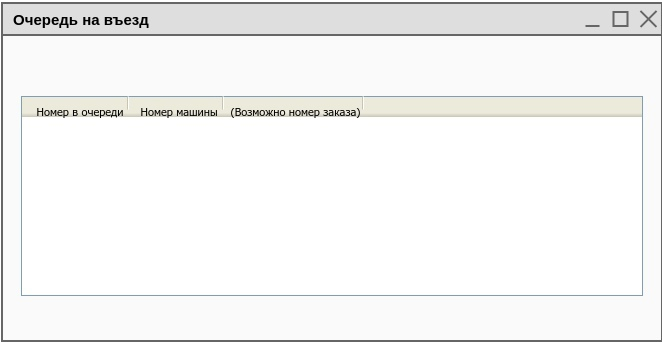 Очередь на въезд
Номер в очереди Номер машины (Возможно номер заказа)